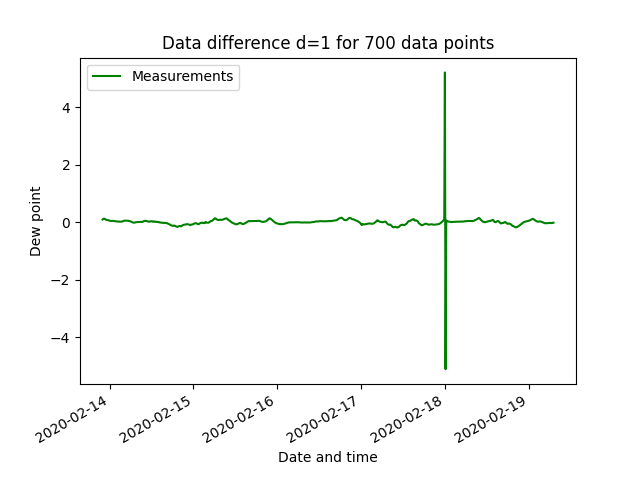 Data difference d=1 for 700 data points
Measurements
4
2
0
−2
−4
Dew point
2020-02-14
2020-02-15
2020-02-16
2020-02-17
2020-02-18
2020-02-19
Date and time